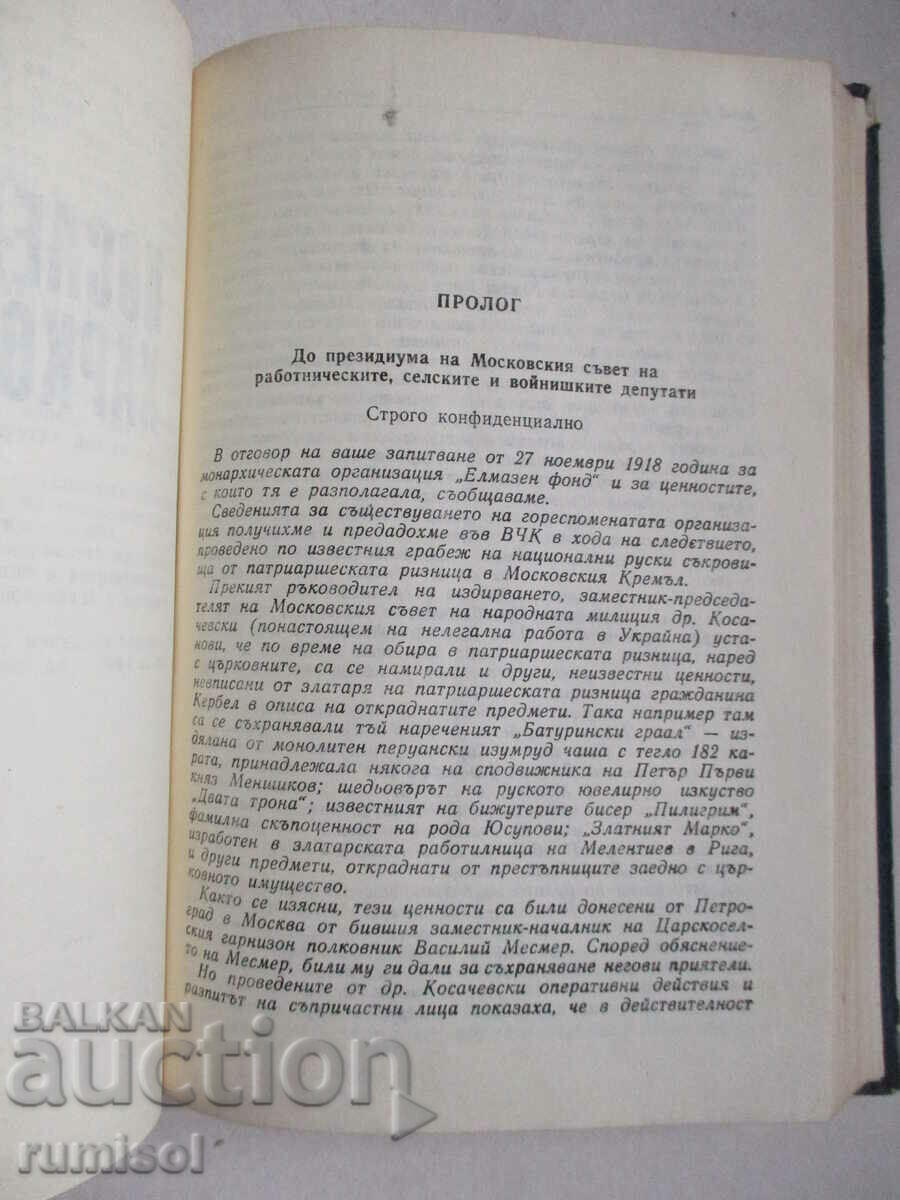 ПРОЛОГ
До президиума на Московския съвет на
работническите, селските и войнишките депутати
Строго конфиденциално
В отговор на ваше запитване от 27 ноември 1918 година за
монархическата организация „Елмазен фонд“ и за ценностите,
с които тя е разполагала, съобщаваме.
Сведенията за съществуването на гореспоменатата организа-
ция получихме и предадохме във ВЧК в хода на следствието,
проведено по известния грабеж на национални руски съкрови-
ща от патриаршеската ризница в Московския Кремъл.
Прекият ръководител на издирването, заместник-председа-
телят на Московския съвет на народната милиция др. Коса-
чевски (понастоящем на нелегална работа в Украйна) уста-
нови, че по време на обира в патриаршеската ризница, наред
с църковните, са се намирали и други, неизвестни ценности,
невписани от златаря на патриаршеската ризница гражданина
Кербел в описа на откраднатите предмети. Така например там
са се съхранявали тъй нареченият „Батурински граал“ — из-
дялана от монолитен перуански изумруд чаша с тегло 182 ка-
рата, принадлежала някога на сподвижника на Петър Първи
княз Меншиков; шедьовърът на руското ювелирно изкуство
„Двата трона“; известният на бижутерите бисер „Пилигрим“,
фамилна скъпоценност на рода Юсупови; „Златният Марко“,
изработен в златарската работилница на Мелентиев в Рига,
и други предмети, откраднати от престъпниците заедно с цър-
ковното имущество.
Както се изясни, тези ценности са били донесени от Петро-
град в Москва от бившия заместник-началник на Царскосел-
ския гарнизон полковник Василий Месмер. Според обяснение-
то на Месмер, били му ги дали за съхраняване негови приятели.
Но проведените от др. Косачевски оперативни действия и
разпитът на съпричастни лица показаха, че в действителност
BALKAN
auction
rumisol